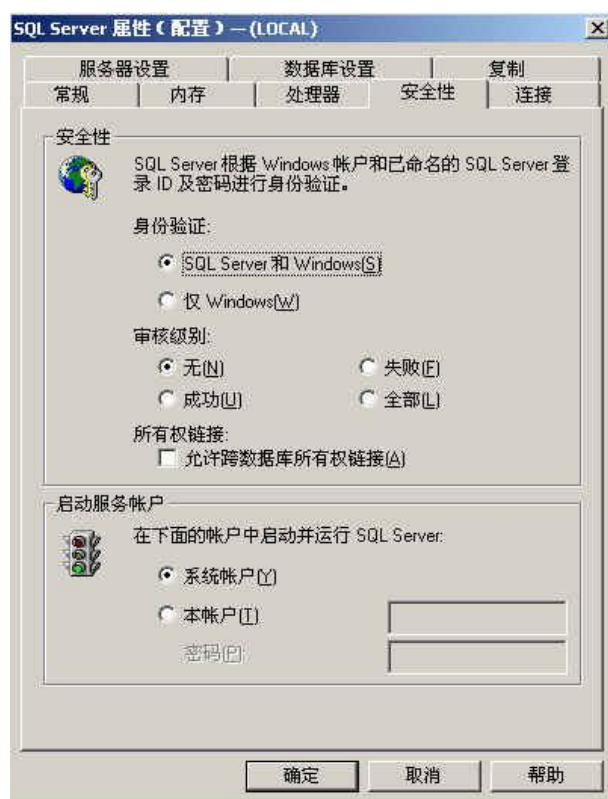 SQL Server 属性（配置）—(LOCAL)
服务器设置 数据库设置 复制
常规 内存 处理器 安全性 连接
安全性
SQL Server 根据 Windows 帐户和已命名的 SQL Server 登
录 ID 及密码进行身份验证。
身份验证:
SQL Server 和 Windows(S)
仅 Windows(W)
审核级别:
无(N) 失败(F)
成功(U) 全部(L)
所有权链接:
允许跨数据库所有权链接(A)
启动服务帐户
在下面的帐户中启动并运行 SQL Server:
系统帐户(Y)
本帐户(T)
密码(P):
确定 取消 帮助